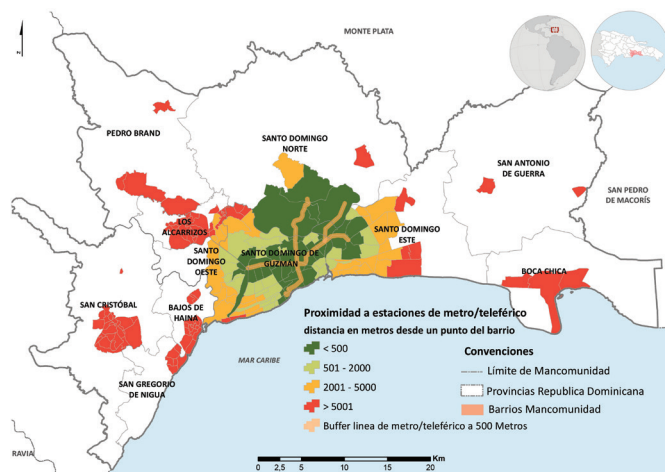 MONTE PLATA
PEDRO BRAND
SANTO DOMINGO
NORTE
SAN ANTONIO
DE GUERRA
SAN PEDRO
DE MACORÍS
LOS
ALCARRIZOS
SANTO
DOMINGO
OESTE
SANTO DOMINGO DE
GUZMÁN
SANTO DOMINGO
ESTE
BOCA CHICA
SAN CRISTÓBAL
BAJOS DE
HAINA
SAN GREGORIO
DE NIGUA
MAR CARIBE
RAVIA
Proximidad a estaciones de metro/teleférico
distancia en metros desde un punto del barrio
< 500
501 - 2000
2001 - 5000
> 5001
Buffer linea de metro/teleférico a 500 Metros
Convenciones
Límite de Mancomunidad
Provincias Republica Dominicana
Barrios Mancomunidad
0 2,5 5 10 15 20 Km